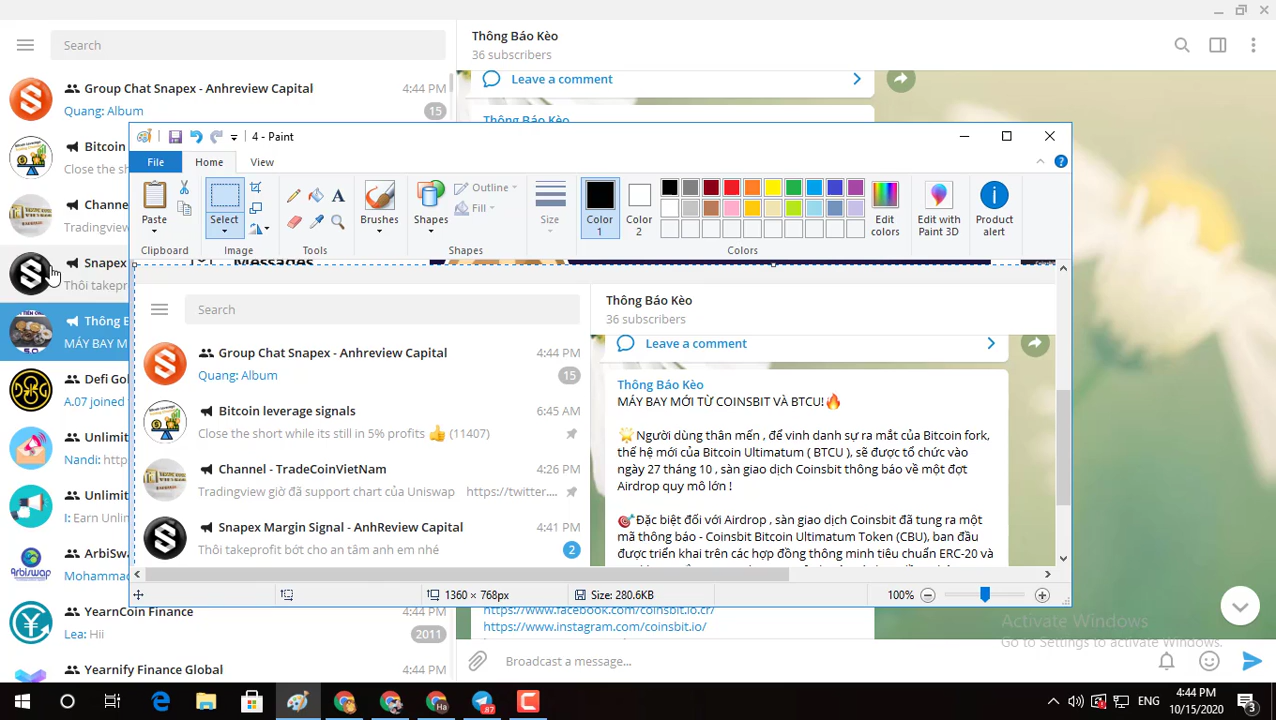 Search
Group Chat Snapex - Anhreview Capital
4:44 PM
Quang: Album
15
Bitcoin
Close the sh
Channe
Tradingview
Snapex
Thôi takepr
Thông B
MÁY BAY M
Defi Gol
A.07 joined
Unlimit
Nandi: http
Unlimit
I: Earn Unlin
ArbiSwa
Mohammad
YearnCoin Finance
4:44 PM
Lea: Hii
2011
Yearnify Finance Global
4:44 PM
Thông Báo Kèo
36 subscribers
Leave a comment
Thông Báo Kèo
4 - Paint
File
Home
View
Paste
Clipboard
Select
Image
Tools
Brushes
Shapes
Outline
Fill
Shapes
Size
Color
1
Color
2
Edit
colors
Colors
Edit with
Paint 3D
Product
alert
Messages
Search
Group Chat Snapex - Anhreview Capital
4:44 PM
Quang: Album
15
Bitcoin leverage signals
6:45 AM
Close the short while its still in 5% profits 👍 (11407)
Channel - TradeCoinVietNam
4:26 PM
Tradingview giờ đã support chart của Uniswap https://twitter....
Snapex Margin Signal - AnhReview Capital
4:41 PM
Thôi takeprofit bớt cho an tâm anh em nhé
2
Thông Báo Kèo
36 subscribers
Leave a comment
Thông Báo Kèo
MÁY BAY MỚI TỪ COINSBIT VÀ BTCU!🔥
🌟Người dùng thân mến , để vinh danh sự ra mắt của Bitcoin fork,
thế hệ mới của Bitcoin Ultimatum ( BTCU ), sẽ được tổ chức vào
ngày 27 tháng 10 , sàn giao dịch Coinsbit thông báo về một đợt
Airdrop quy mô lớn !
🎯Đặc biệt đối với Airdrop , sàn giao dịch Coinsbit đã tung ra một
mã thông báo - Coinsbit Bitcoin Ultimatum Token (CBU), ban đầu
được triển khai trên các hợp đồng thông minh tiêu chuẩn ERC-20 và
1360 × 768px
Size: 280.6KB
100%
https://www.facebook.com/coinsbit.io.cr/
https://www.instagram.com/coinsbit.io/
Broadcast a message...
Activate Windows
Go to Settings to activate Windows.
87
Ha
ENG
4:44 PM
10/15/2020
3